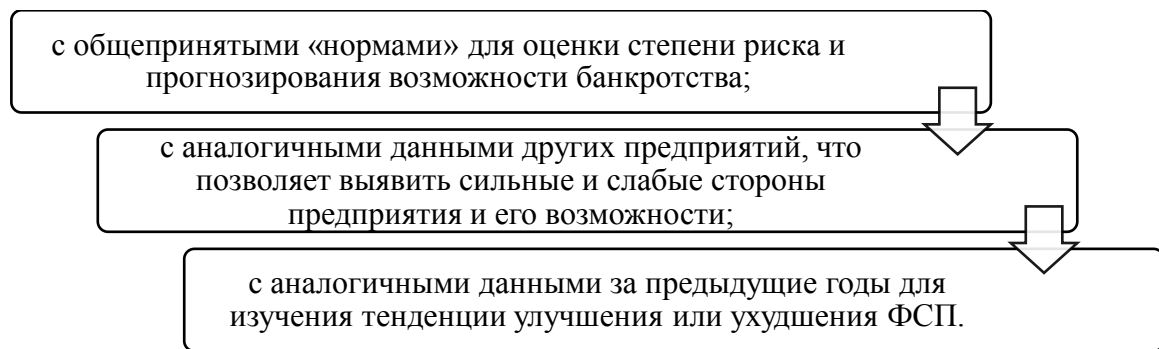 с общепринятыми «нормами» для оценки степени риска и
прогнозирования возможности банкротства;
с аналогичными данными других предприятий, что
позволяет выявить сильные и слабые стороны
предприятия и его возможности;
с аналогичными данными за предыдущие годы для
изучения тенденции улучшения или ухудшения ФСП.